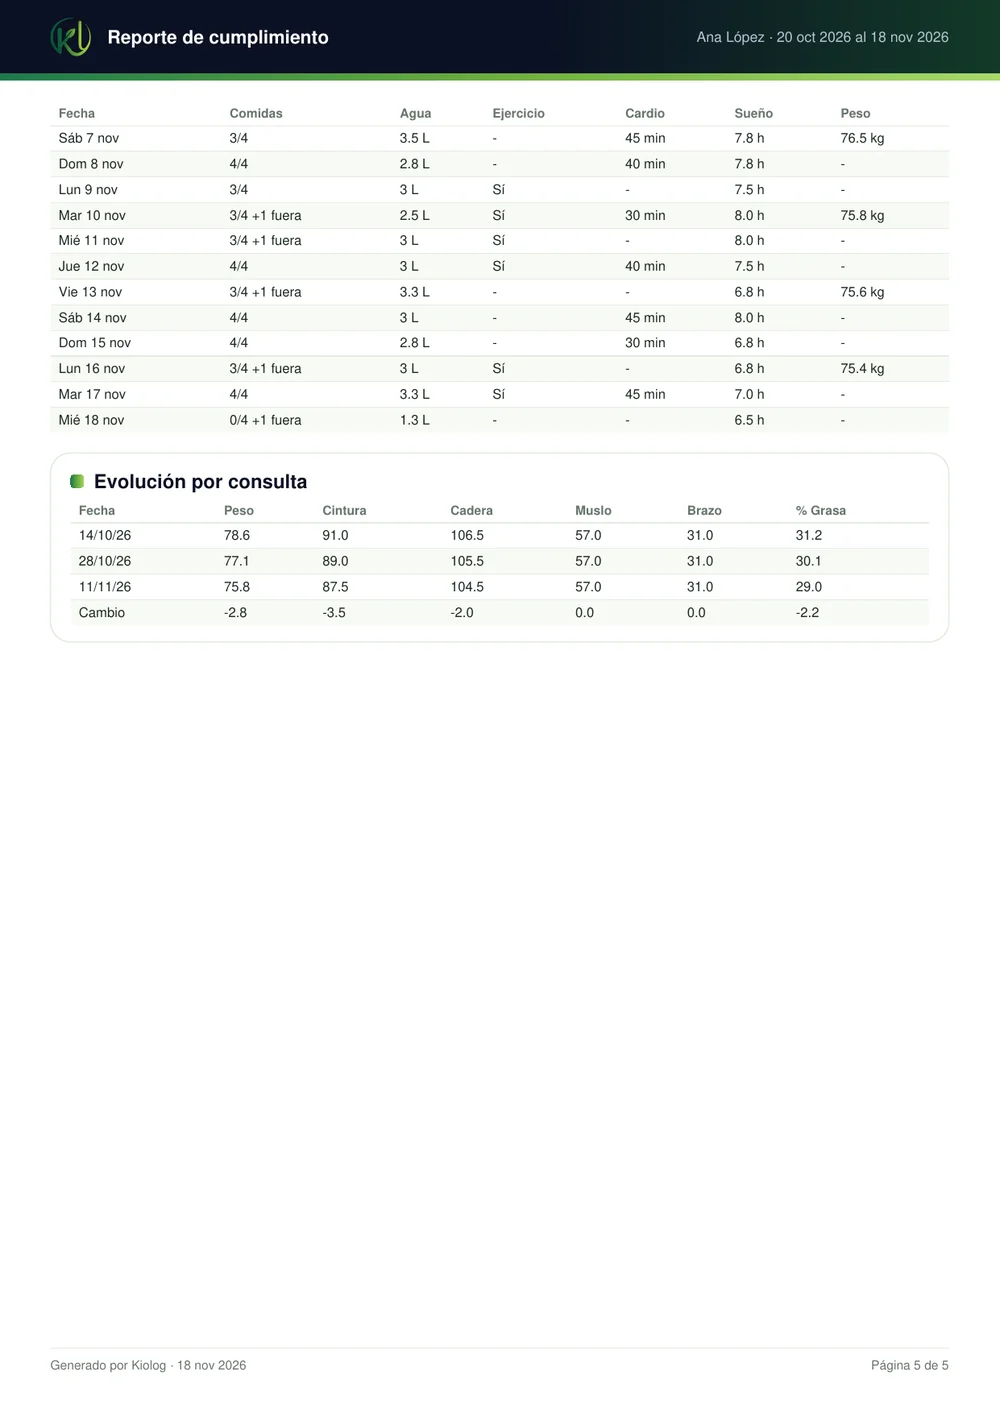 Reporte de cumplimiento
Ana López · 20 oct 2026 al 18 nov 2026
Fecha Comidas Agua Ejercicio Cardio Sueño Peso
Sáb 7 nov 3/4 3.5 L - 45 min 7.8 h 76.5 kg
Dom 8 nov 4/4 2.8 L - 40 min 7.8 h -
Lun 9 nov 3/4 3 L Sí - 7.5 h -
Mar 10 nov 3/4 +1 fuera 2.5 L Sí 30 min 8.0 h 75.8 kg
Mié 11 nov 3/4 +1 fuera 3 L Sí - 8.0 h -
Jue 12 nov 4/4 3 L Sí 40 min 7.5 h -
Vie 13 nov 3/4 +1 fuera 3.3 L - - 6.8 h 75.6 kg
Sáb 14 nov 4/4 3 L - 45 min 8.0 h -
Dom 15 nov 4/4 2.8 L - 30 min 6.8 h -
Lun 16 nov 3/4 +1 fuera 3 L Sí - 6.8 h 75.4 kg
Mar 17 nov 4/4 3.3 L Sí 45 min 7.0 h -
Mié 18 nov 0/4 +1 fuera 1.3 L - - 6.5 h -
Evolución por consulta
Fecha Peso Cintura Cadera Muslo Brazo % Grasa
14/10/26 78.6 91.0 106.5 57.0 31.0 31.2
28/10/26 77.1 89.0 105.5 57.0 31.0 30.1
11/11/26 75.8 87.5 104.5 57.0 31.0 29.0
Cambio -2.8 -3.5 -2.0 0.0 0.0 -2.2
Generado por Kiolog · 18 nov 2026
Página 5 de 5